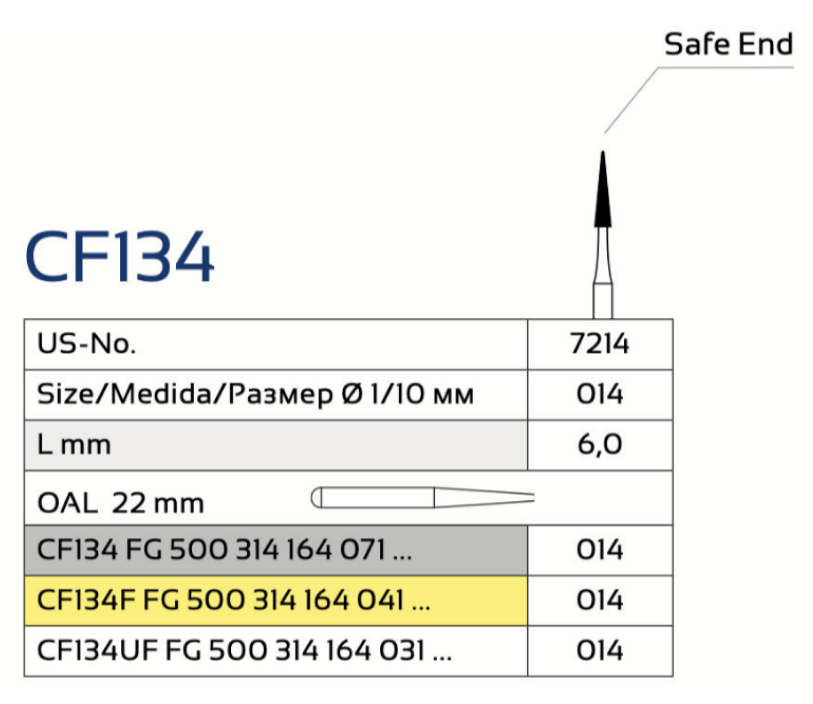 Safe End
CF134
US-No. 7214
Size/Medida/Размер Ø 1/10 мм 014
L mm 6,0
OAL 22 mm
CF134 FG 500 314 164 071 ... 014
CF134F FG 500 314 164 041 ... 014
CF134UF FG 500 314 164 031 ... 014